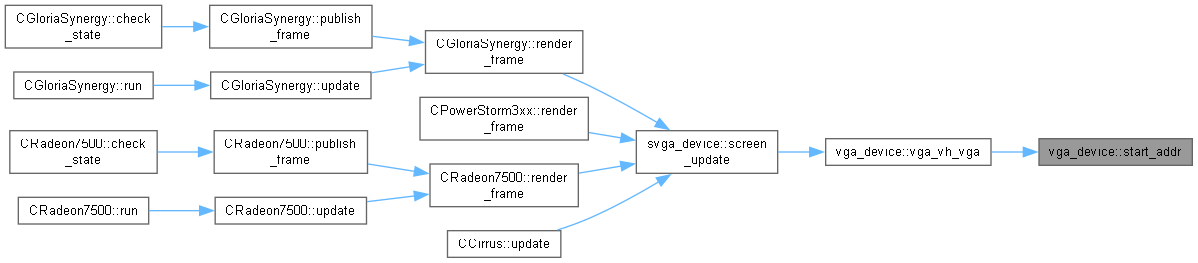 CGloriaSynergy::check
_state
CGloriaSynergy::publish
_frame
CGloriaSynergy::render
_frame
CGloriaSynergy::run
CGloriaSynergy::update
CPowerStorm3xx::render
_frame
CRadeon7500::check
_state
CRadeon7500::publish
_frame
svga_device::screen
_update
vga_device::vga_vh_vga
vga_device::start_addr
CRadeon7500::render
_frame
CRadeon7500::run
CRadeon7500::update
CCirrus::update